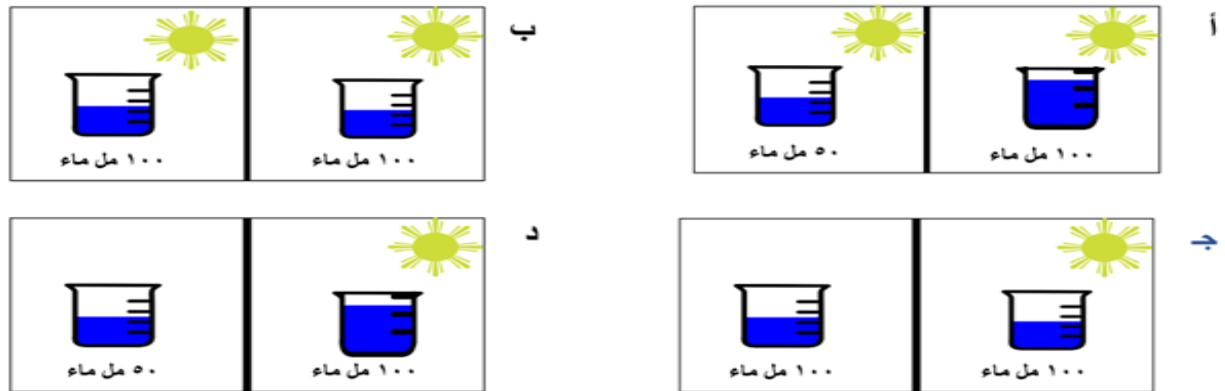 أ
١٠٠ مل ماء
٥٠ مل ماء
ب
١٠٠ مل ماء
١٠٠ مل ماء
جـ
١٠٠ مل ماء
١٠٠ مل ماء
د
١٠٠ مل ماء
٥٠ مل ماء